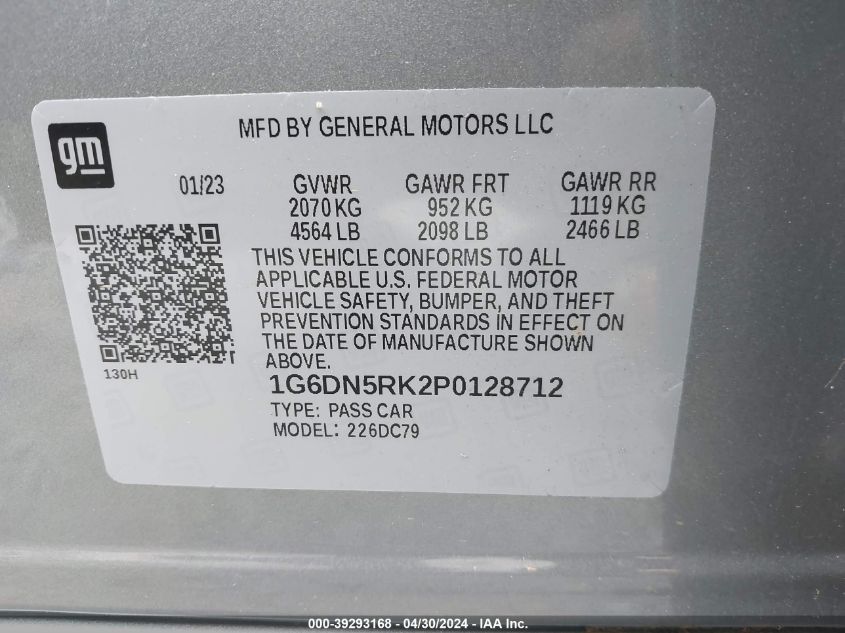 MFD BY GENERAL MOTORS LLC
gm
01/23 GVWR GAWR FRT GAWR RR
2070 KG 952 KG 1119 KG
4564 LB 2098 LB 2466 LB
THIS VEHICLE CONFORMS TO ALL
APPLICABLE U.S. FEDERAL MOTOR
VEHICLE SAFETY, BUMPER, AND THEFT
PREVENTION STANDARDS IN EFFECT ON
THE DATE OF MANUFACTURE SHOWN
ABOVE.
130H
1G6DN5RK2P0128712
TYPE: PASS CAR
MODEL: 226DC79
000-39293168 - 04/30/2024 - IAA Inc.